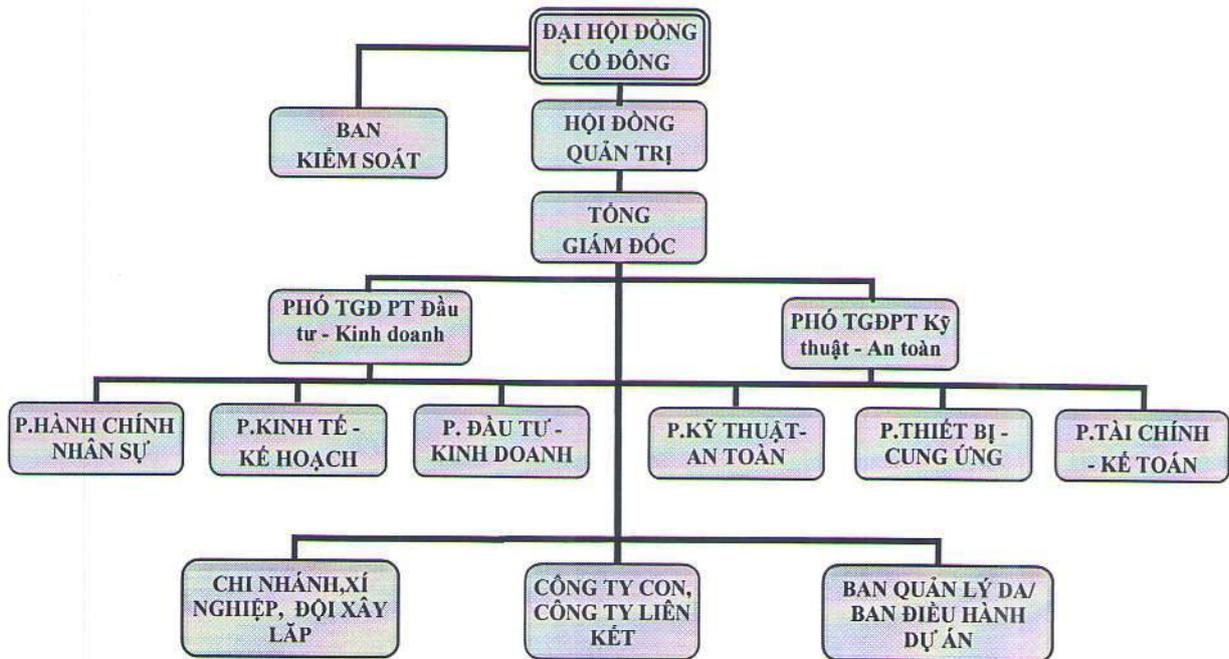 ĐẠI HỘI ĐỒNG
CỔ ĐÔNG
BAN
KIỂM SOÁT
HỘI ĐỒNG
QUẢN TRỊ
TỔNG
GIÁM ĐỐC
PHÓ TGĐ PT Đầu
tư - Kinh doanh
PHÓ TGĐPT Kỹ
thuật - An toàn
P.HÀNH CHÍNH
NHÂN SỰ
P.KINH TẾ -
KẾ HOẠCH
P. ĐẦU TƯ -
KINH DOANH
P.KỸ THUẬT-
AN TOÀN
P.THIẾT BỊ -
CUNG ỨNG
P.TÀI CHÍNH
- KẾ TOÁN
CHI NHÁNH,XÍ
NGHIỆP, ĐỘI XÂY
LẮP
CÔNG TY CON,
CÔNG TY LIÊN
KẾT
BAN QUẢN LÝ DA/
BAN ĐIỀU HÀNH
DỰ ÁN